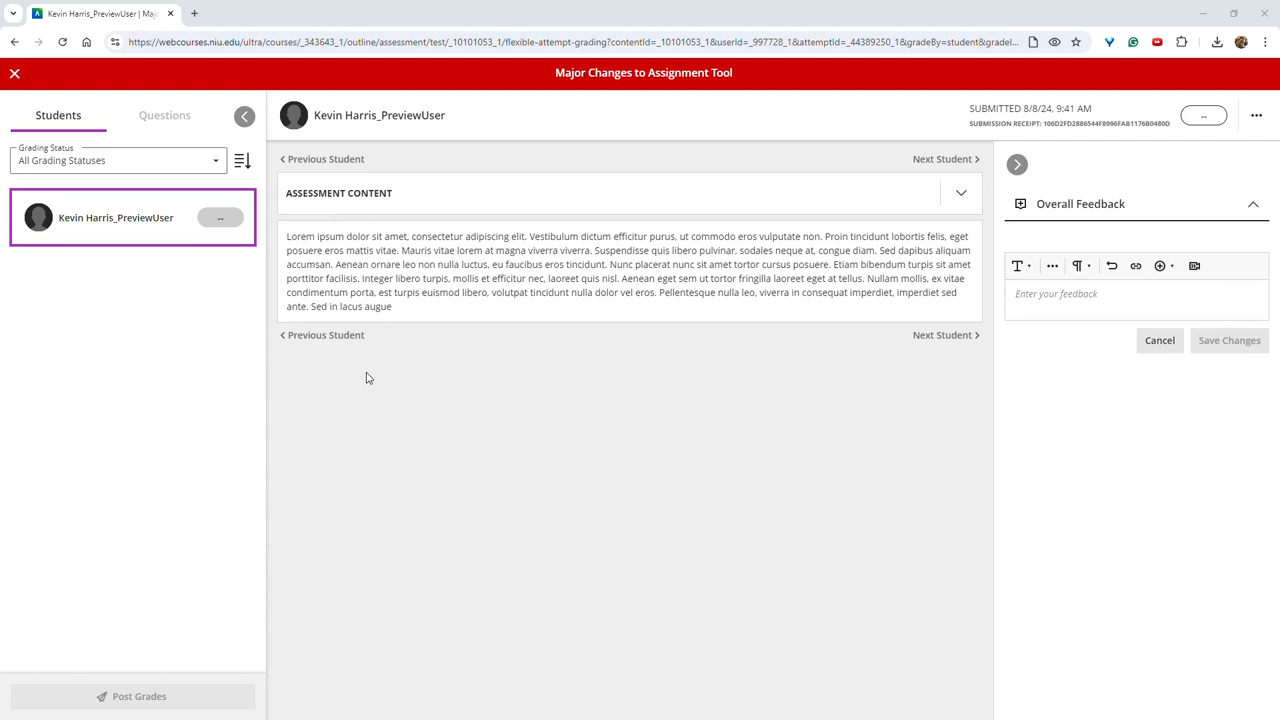 Kevin Harris_PreviewUser | Maj
https://webcourses.niu.edu/ultra/courses/_343643_1/outline/assessment/test/_10101053_1/flexible-attempt-grading?contentId=_10101053_1&userId=_997728_1&attemptId=_44389250_1&gradeBy=student&gradeI...
Major Changes to Assignment Tool
Students
Questions
Grading Status
All Grading Statuses
Kevin Harris_PreviewUser
--
Post Grades
Kevin Harris_PreviewUser
SUBMITTED 8/8/24, 9:41 AM
SUBMISSION RECEIPT: 106D2FD2886544F8996FAB1176B0480D
--
Previous Student
Next Student
ASSESSMENT CONTENT
Lorem ipsum dolor sit amet, consectetur adipiscing elit. Vestibulum dictum efficitur purus, ut commodo eros vulputate non. Proin tincidunt lobortis felis, eget
posuere eros mattis vitae. Mauris vitae lorem at magna viverra viverra. Suspendisse quis libero pulvinar, sodales neque at, congue diam. Sed dapibus aliquam
accumsan. Aenean ornare leo non nulla luctus, eu faucibus eros tincidunt. Nunc placerat nunc sit amet tortor cursus posuere. Etiam bibendum turpis sit amet
porttitor facilisis. Integer libero turpis, mollis et efficitur nec, laoreet quis nisl. Aenean eget sem ut tortor fringilla laoreet eget at tellus. Nullam mollis, ex vitae
condimentum porta, est turpis euismod libero, volutpat tincidunt nulla dolor vel eros. Pellentesque nulla leo, viverra in consequat imperdiet, imperdiet sed
ante. Sed in lacus augue
Previous Student
Next Student
Overall Feedback
Enter your feedback
Cancel
Save Changes